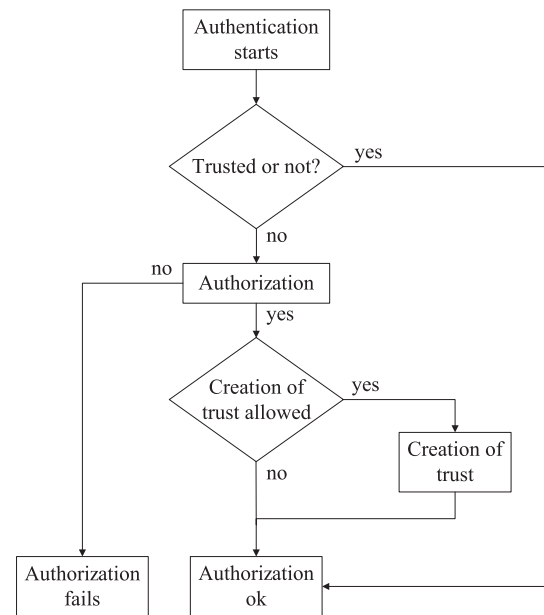 Authentication
starts
Trusted or not?
yes
no
no
Authorization
yes
Creation of
trust allowed
yes
Creation of
trust
no
Authorization
fails
Authorization
ok